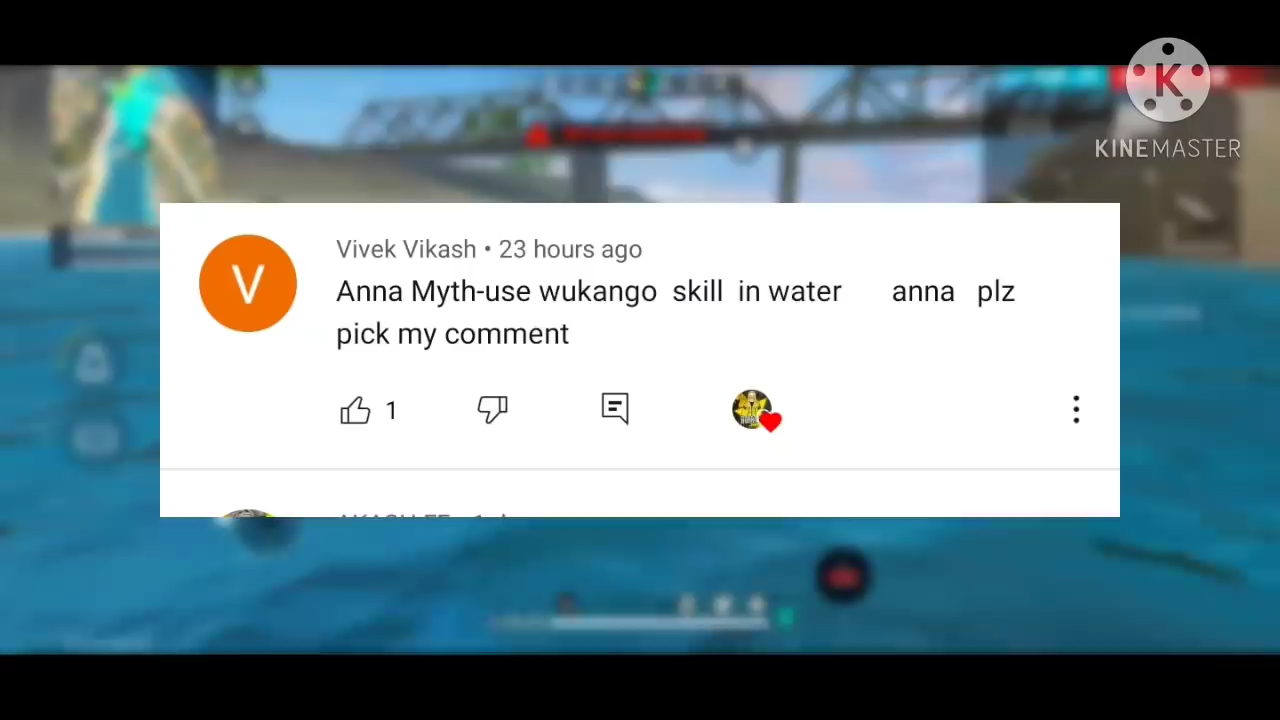 KINEMASTER
Vivek Vikash • 23 hours ago
V
Anna Myth-use wukango skill in water anna plz
pick my comment
1